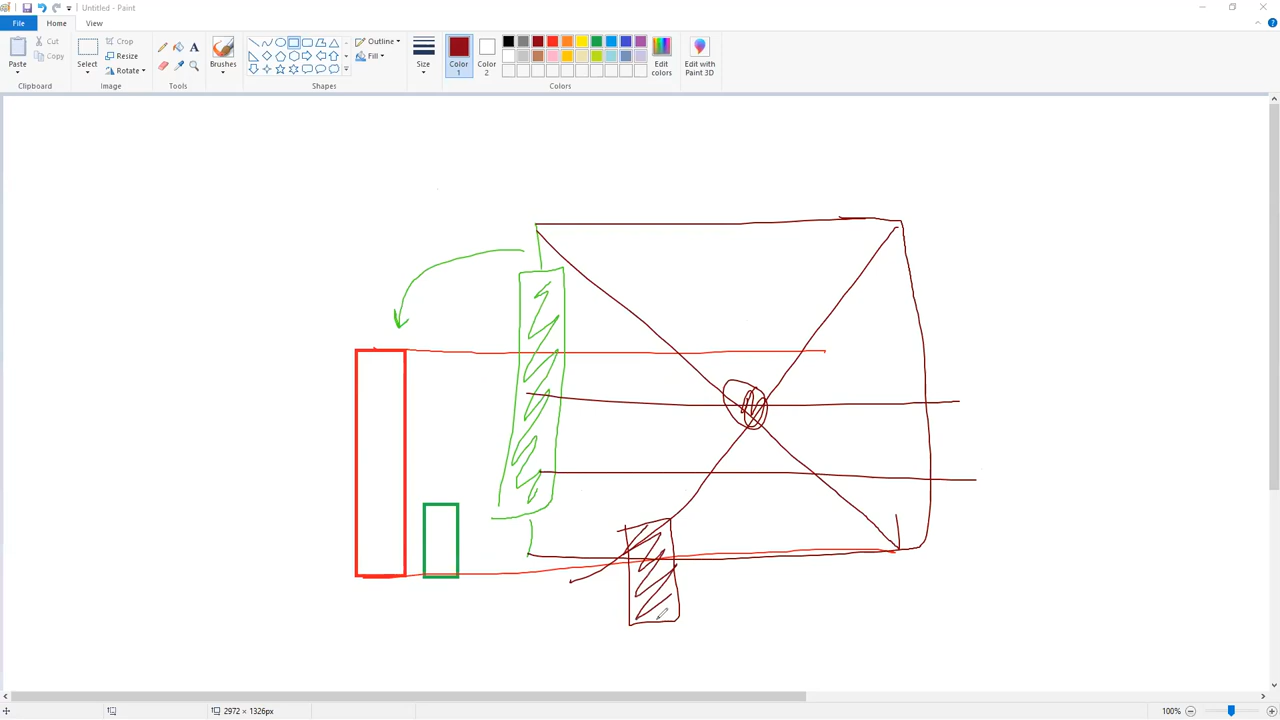 Untitled - Paint
File Home View
Paste
Cut
Copy
Clipboard
Select
Crop
Resize
Rotate
Image
A
Tools
Brushes
Outline
Fill
Shapes
Size
Color
1
Color
2
Edit
colors
Edit with
Paint 3D
Colors
2972 × 1326px
100%